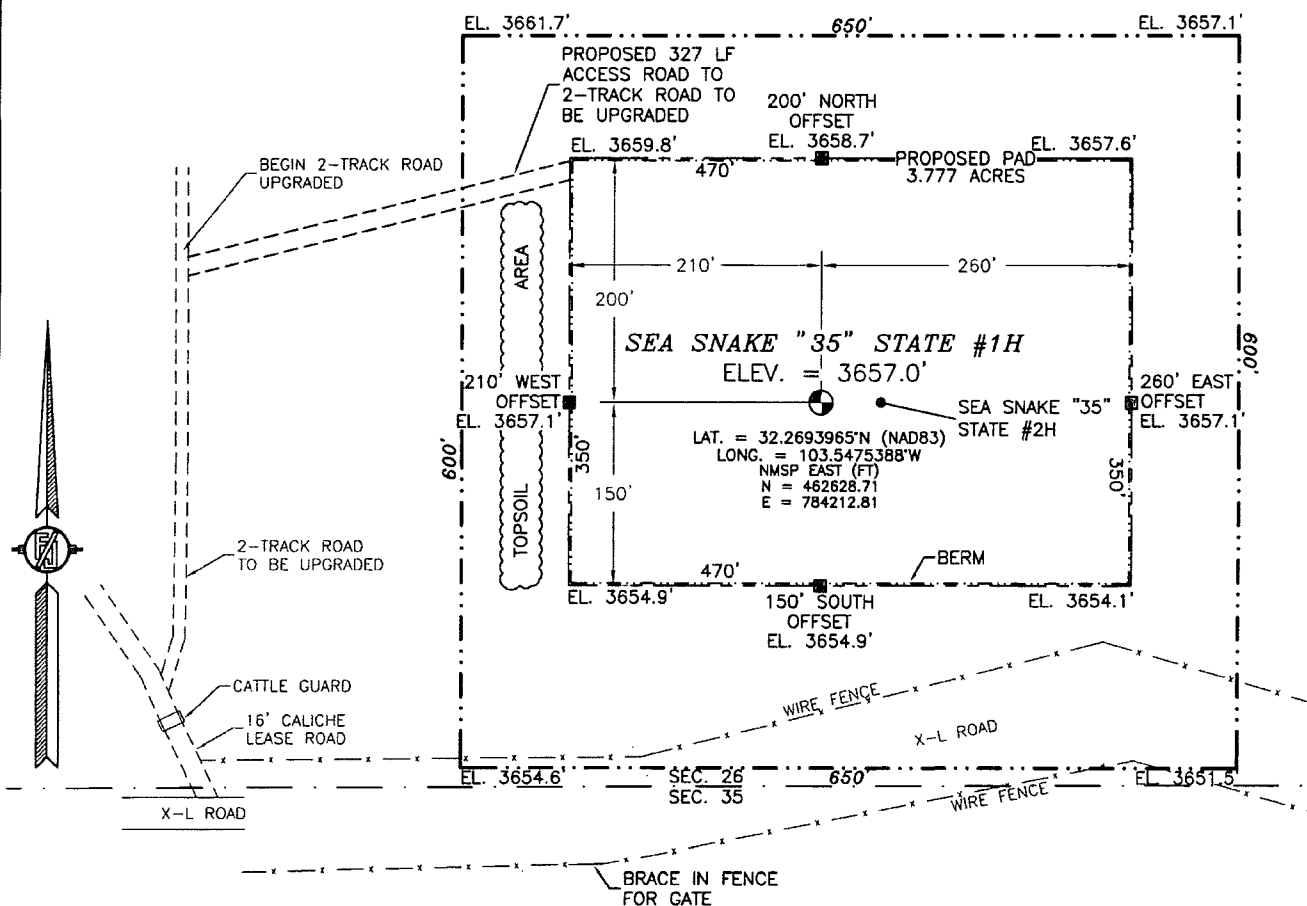 EL. 3661.7'
650'
EL. 3657.1'
PROPOSED 327 LF
ACCESS ROAD TO
2-TRACK ROAD TO
BE UPGRADED
200' NORTH
OFFSET
EL. 3658.7'
EL. 3659.8'
EL. 3657.6'
470'
PROPOSED PAD
3.777 ACRES
BEGIN 2-TRACK ROAD
UPGRADED
210'
260'
200'
TOPSOIL AREA
SEA SNAKE "35" STATE #1H
ELEV. = 3657.0'
600'
210' WEST
OFFSET
EL. 3657.1'
260' EAST
OFFSET
EL. 3657.1'
SEA SNAKE "35"
STATE #2H
LAT. = 32.2693965°N (NAD83)
LONG. = 103.5475388°W
NMSP EAST (FT)
N = 462628.71
E = 784212.81
600'
350'
350'
150'
2-TRACK ROAD
TO BE UPGRADED
BERM
470'
EL. 3654.9'
EL. 3654.1'
150' SOUTH
OFFSET
EL. 3654.9'
CATTLE GUARD
16' CALICHE
LEASE ROAD
WIRE FENCE
X-L ROAD
EL. 3654.6'
SEC. 26
650'
EL. 3651.5
SEC. 35
WIRE FENCE
X-L ROAD
BRACE IN FENCE
FOR GATE